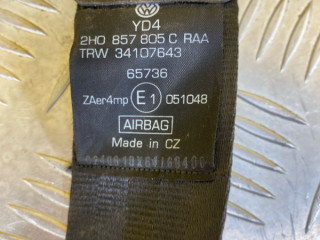 YD4
2H0 857 805 C RAA
TRW 34107643
65736
ZAer4mp E1 051048
AIRBAG
Made in CZ